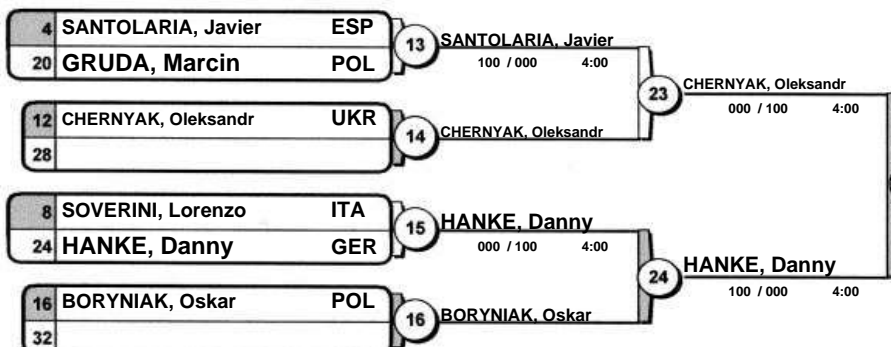 4 SANTOLARIA, Javier ESP
20 GRUDA, Marcin POL
13 SANTOLARIA, Javier
100 / 000 4:00
12 CHERNYAK, Oleksandr UKR
28
14 CHERNYAK, Oleksandr
23 CHERNYAK, Oleksandr
000 / 100 4:00
8 SOVERINI, Lorenzo ITA
24 HANKE, Danny GER
15 HANKE, Danny
000 / 100 4:00
16 BORYNIAK, Oskar POL
32
16 BORYNIAK, Oskar
24 HANKE, Danny
100 / 000 4:00